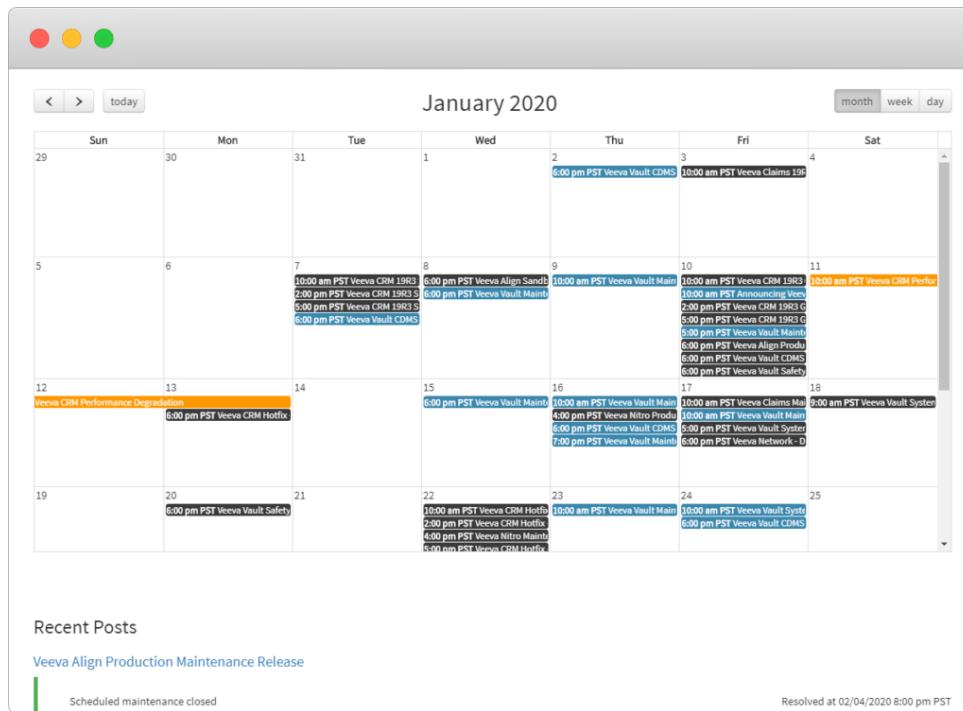 today
January 2020
month week day
Sun Mon Tue Wed Thu Fri Sat
29 30 31 1 2 3 4
6:00 pm PST Veeva Vault CDMS
10:00 am PST Veeva Claims 19R
5 6 7 8 9 10 11
10:00 am PST Veeva CRM 19R3
2:00 pm PST Veeva CRM 19R3 S
5:00 pm PST Veeva CRM 19R3 S
6:00 pm PST Veeva Vault CDMS
6:00 pm PST Veeva Align Sandb
6:00 pm PST Veeva Vault Maint
10:00 am PST Veeva Vault Main
10:00 am PST Veeva CRM 19R3
10:00 am PST Announcing Veev
2:00 pm PST Veeva CRM 19R3 G
5:00 pm PST Veeva CRM 19R3 G
5:00 pm PST Veeva Vault Maint
6:00 pm PST Veeva Align Produ
6:00 pm PST Veeva Vault CDMS
6:00 pm PST Veeva Vault Safety
10:00 am PST Veeva CRM Perfor
12 13 14 15 16 17 18
Veeva CRM Performance Degradation
6:00 pm PST Veeva CRM Hotfix
6:00 pm PST Veeva Vault Maint
10:00 am PST Veeva Vault Main
4:00 pm PST Veeva Nitro Produ
6:00 pm PST Veeva Vault CDMS
7:00 pm PST Veeva Vault Maint
10:00 am PST Veeva Claims Mai
10:00 am PST Veeva Vault Main
5:00 pm PST Veeva Vault System
6:00 pm PST Veeva Network - D
9:00 am PST Veeva Vault System
19 20 21 22 23 24 25
6:00 pm PST Veeva Vault Safety
10:00 am PST Veeva CRM Hotfix
2:00 pm PST Veeva CRM Hotfix
4:00 pm PST Veeva Nitro Maint
5:00 pm PST Veeva CRM Hotfix
10:00 am PST Veeva Vault Main
10:00 am PST Veeva Vault Syste
6:00 pm PST Veeva Vault CDMS
Recent Posts
Veeva Align Production Maintenance Release
Scheduled maintenance closed
Resolved at 02/04/2020 8:00 pm PST